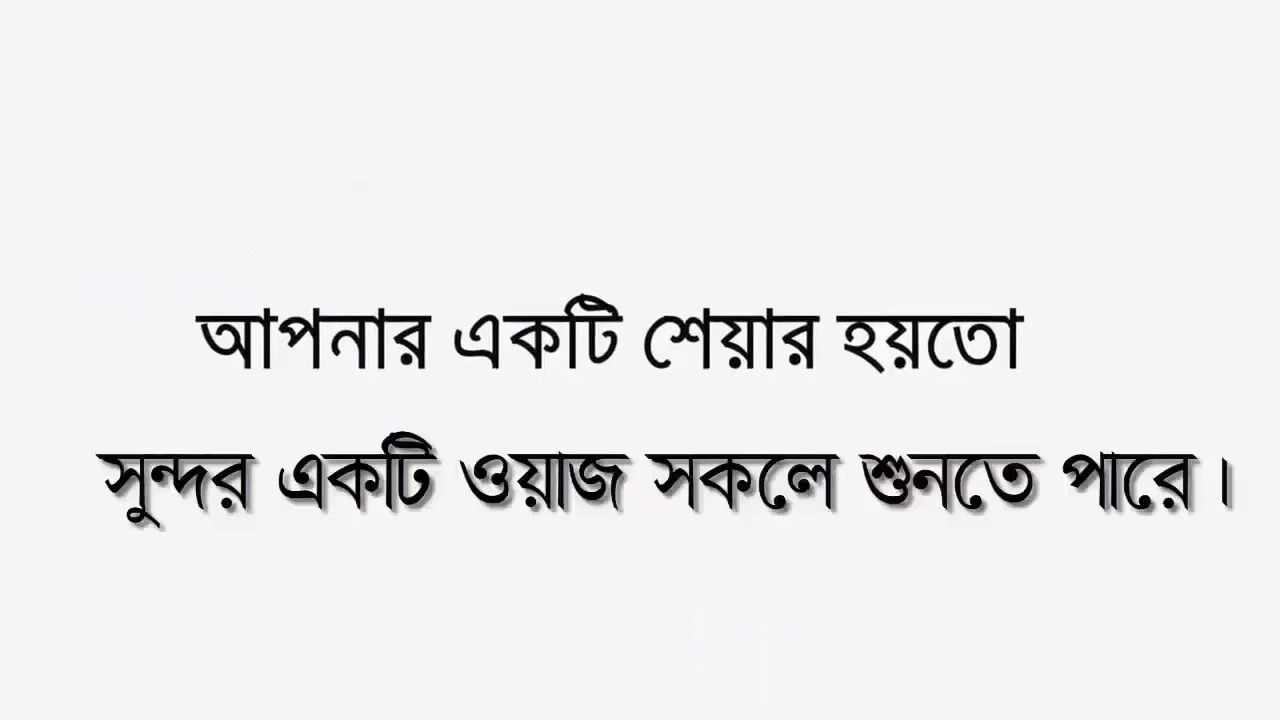 আপনার একটি শেয়ার হয়তো
সুন্দর একটি ওয়াজ সকলে শুনতে পারে।